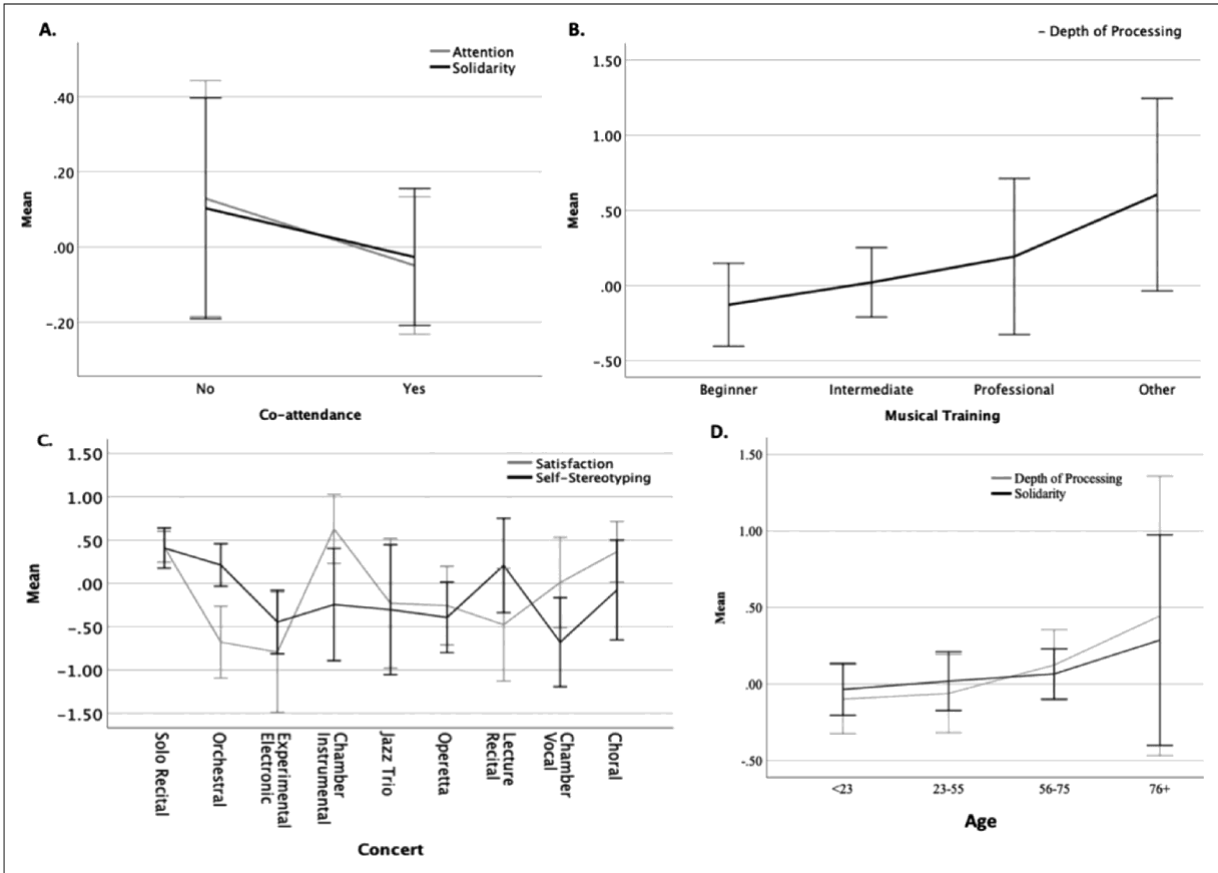 A.
Attention
Solidarity
.40
.20
.00
-.20
Mean
No
Yes
Co-attendance
B.
- Depth of Processing
1.50
1.00
.50
.00
-.50
Mean
Beginner
Intermediate
Professional
Other
Musical Training
C.
Satisfaction
Self-Stereotyping
1.50
1.00
0.50
.00
-0.50
-1.00
-1.50
Mean
Solo Recital
Orchestral
Experimental
Electronic
Chamber
Instrumental
Jazz Trio
Operetta
Lecture
Recital
Chamber
Vocal
Choral
Concert
D.
Depth of Processing
Solidarity
1.50
1.00
.50
.00
-.50
Mean
<23
23-55
56-75
76+
Age